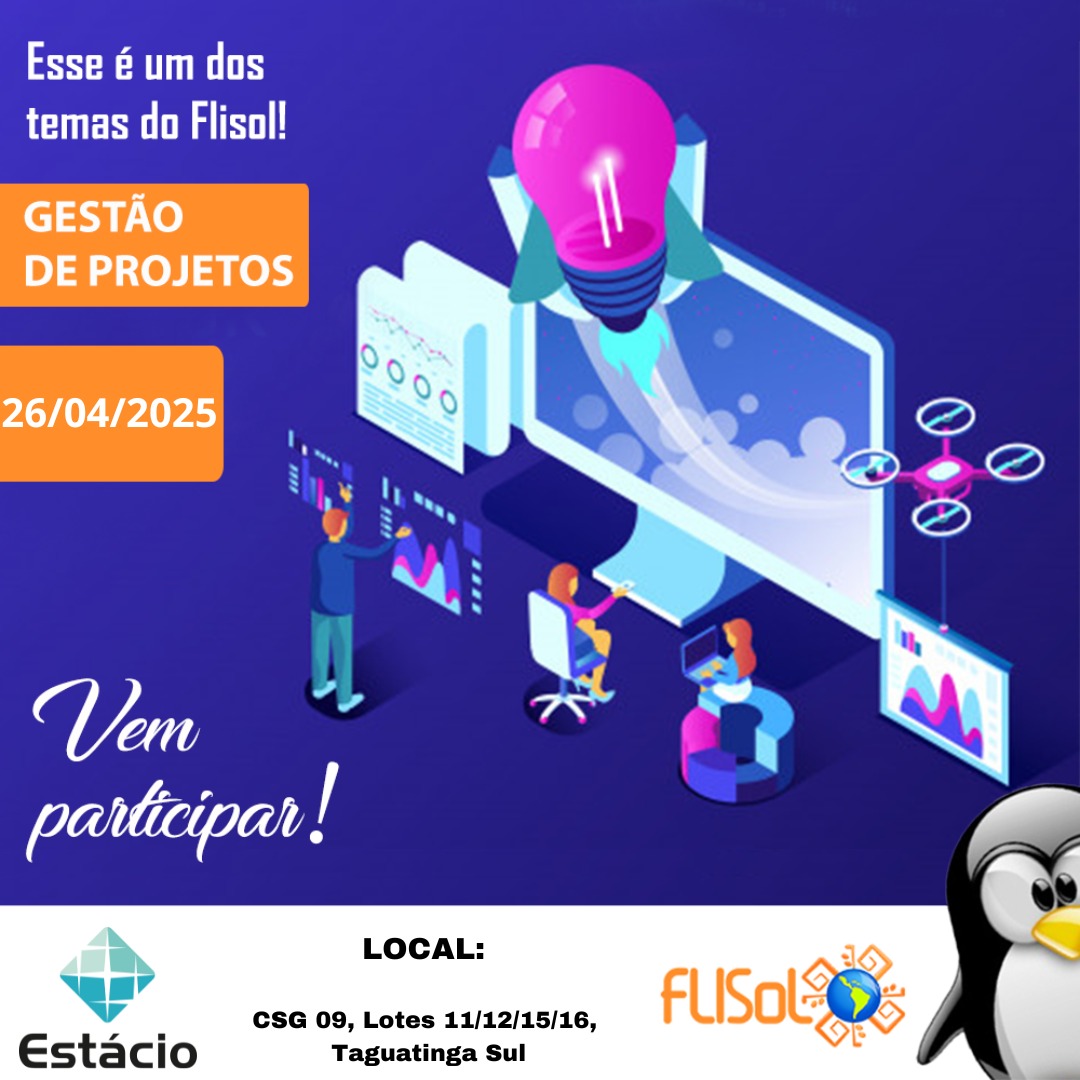 Esse é um dos
temas do Flisol!
GESTÃO
DE PROJETOS
26/04/2025
Vem
participar!
LOCAL:
CSG 09, Lotes 11/12/15/16,
Taguatinga Sul
Estácio
FLISol